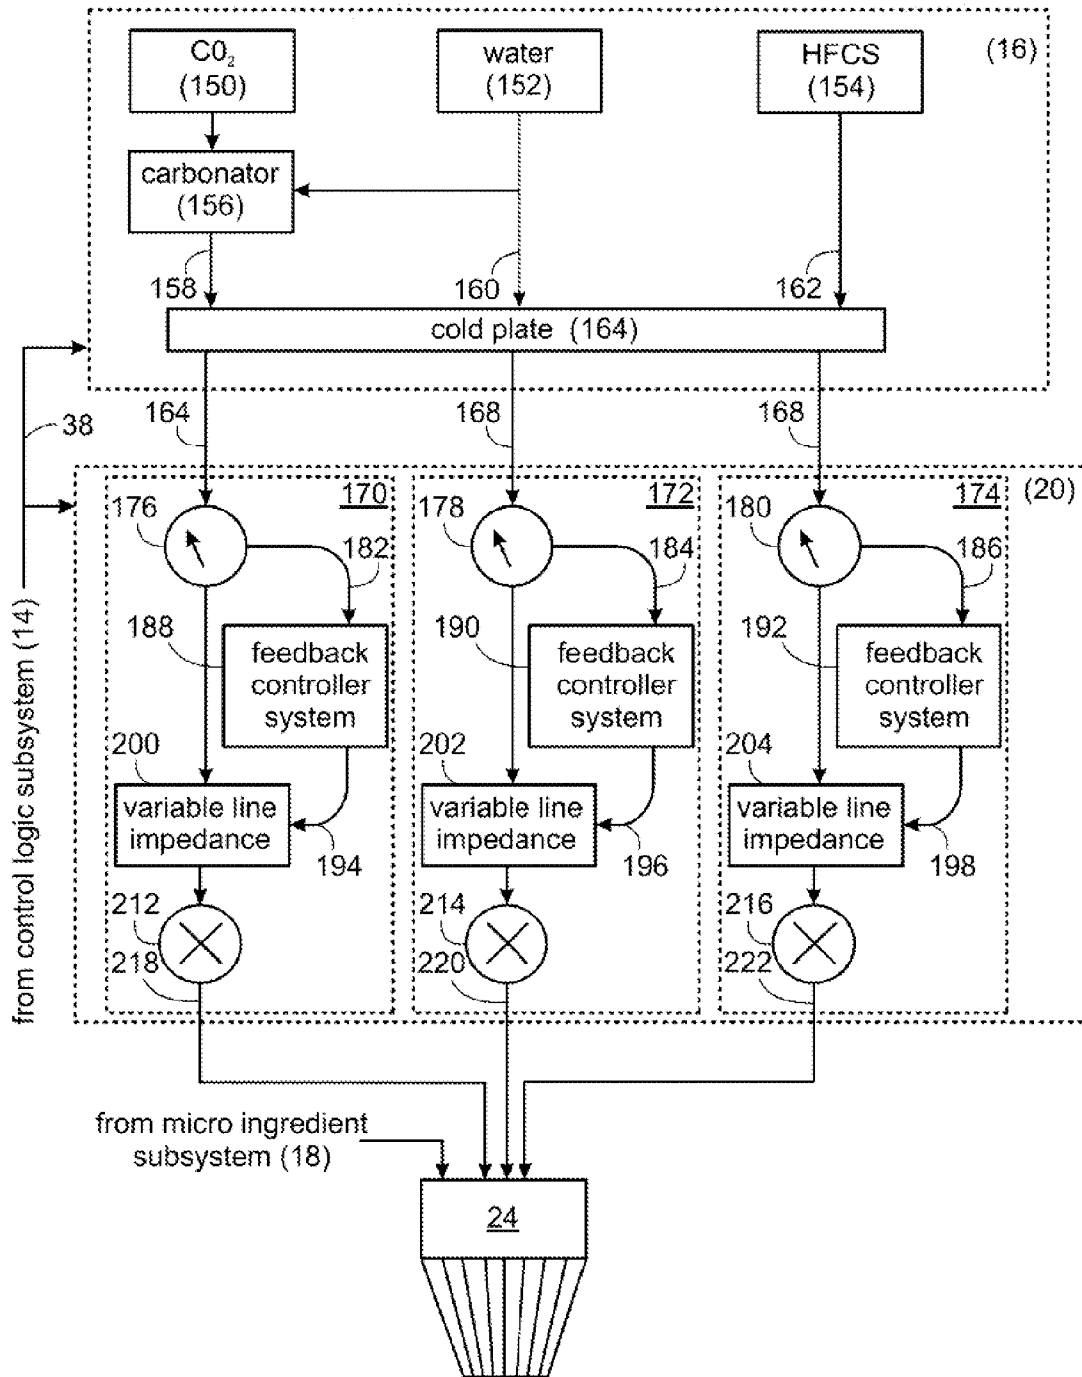 CO₂
(150)
water
(152)
HFCS
(154)
(16)
carbonator
(156)
158
160
162
cold plate (164)
164
168
168
38
from control logic subsystem (14)
(20)
170
172
174
176
178
180
182
184
186
188
190
192
feedback
controller
system
feedback
controller
system
feedback
controller
system
200
202
204
variable line
impedance
variable line
impedance
variable line
impedance
194
196
198
212
214
216
218
220
222
from micro ingredient
subsystem (18)
24